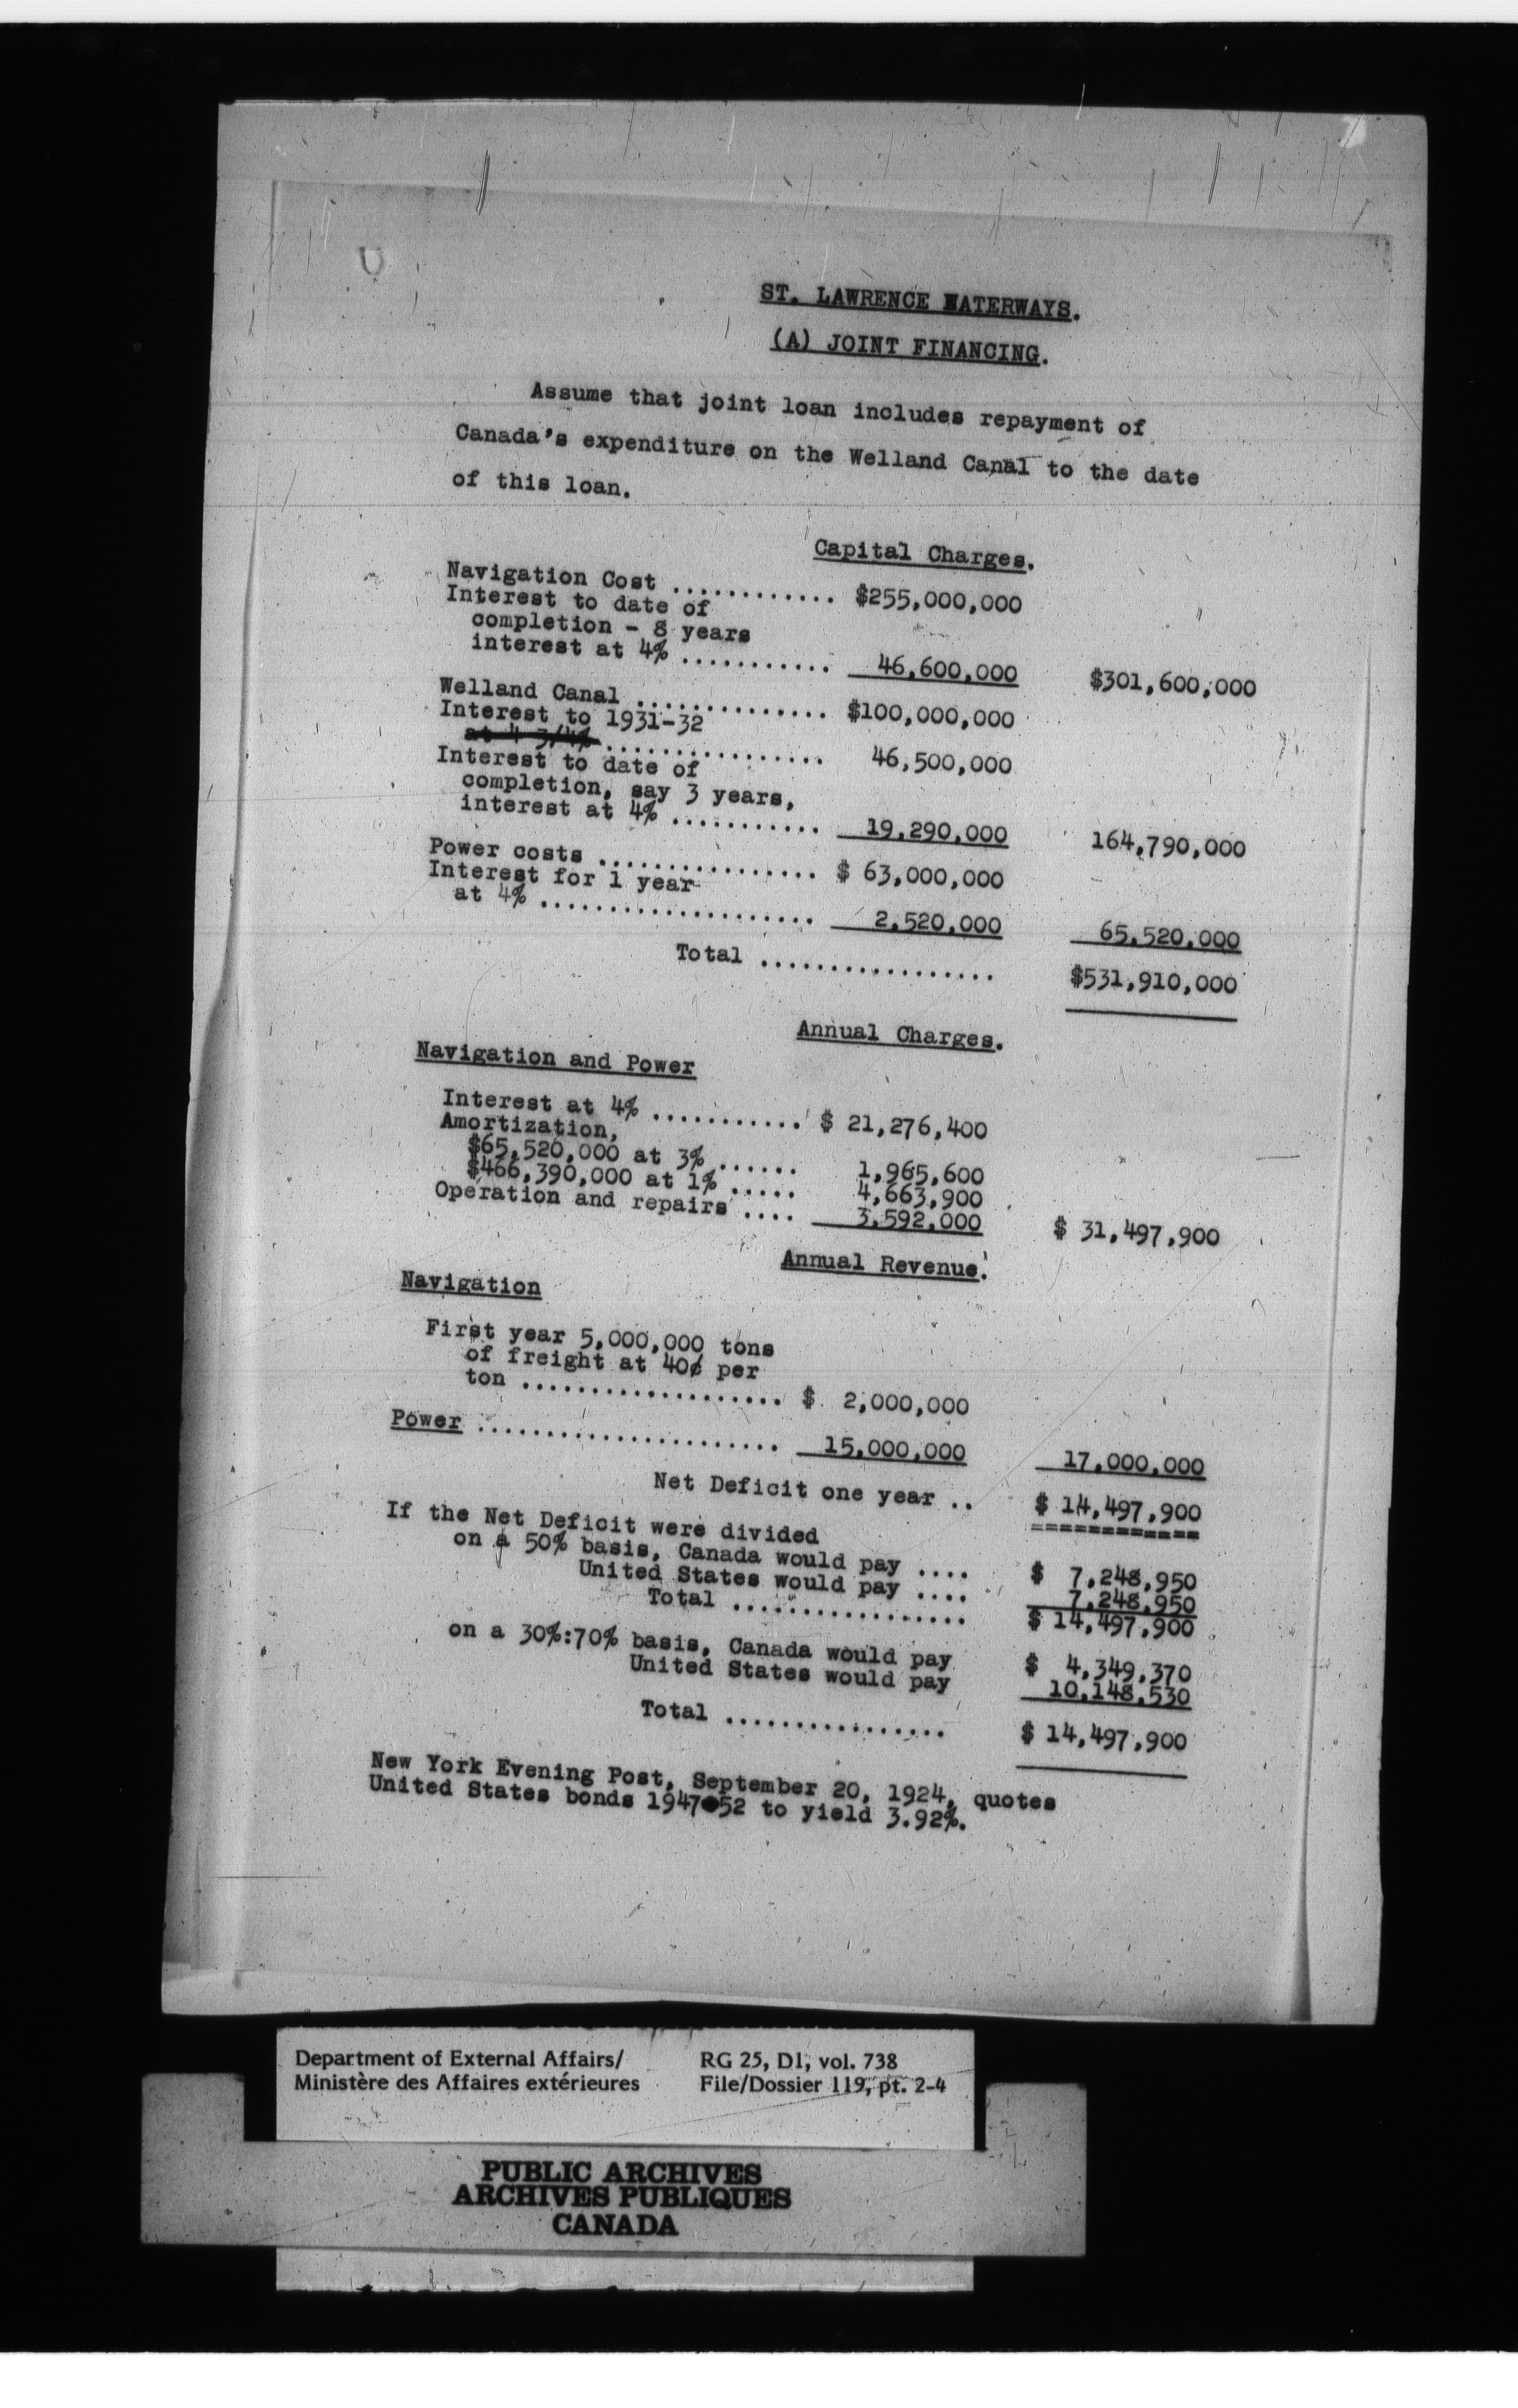 ST. LAWRENCE WATERWAYS.
(A) JOINT FINANCING.
Assume that joint loan includes repayment of
Canada's expenditure on the Welland Canal to the date
of this loan.
Capital Charges.
Navigation Cost ............ $255,000,000
Interest to date of
completion - 8 years
interest at 4% ........... 46,600,000 $301,600,000
Welland Canal .............. $100,000,000
Interest to 1931-32
at 4 3/4% ................ 46,500,000
Interest to date of
completion, say 3 years,
interest at 4% ........... 19,290,000 164,790,000
Power costs ................ $ 63,000,000
Interest for 1 year
at 4% .................... 2,520,000 65,520,000
Total ................. $531,910,000
Annual Charges.
Navigation and Power
Interest at 4% ........... $ 21,276,400
Amortization,
$65,520,000 at 3% ...... 1,965,600
$466,390,000 at 1% ..... 4,663,900
Operation and repairs .... 3,592,000 $ 31,497,900
Annual Revenue.
Navigation
First year 5,000,000 tons
of freight at 40¢ per
ton ................... $ 2,000,000
Power ...................... 15,000,000 17,000,000
Net Deficit one year .. $ 14,497,900
If the Net Deficit were divided
on a 50% basis, Canada would pay .... $ 7,248,950
United States would pay .... 7,248,950
Total ................. $ 14,497,900
on a 30%:70% basis, Canada would pay $ 4,349,370
United States would pay 10,148,530
Total ................ $ 14,497,900
New York Evening Post, September 20, 1924, quotes
United States bonds 1947-52 to yield 3.92%.
Department of External Affairs/ RG 25, D1, vol. 738
Ministère des Affaires extérieures File/Dossier 119, pt. 2-4
PUBLIC ARCHIVES
ARCHIVES PUBLIQUES
CANADA